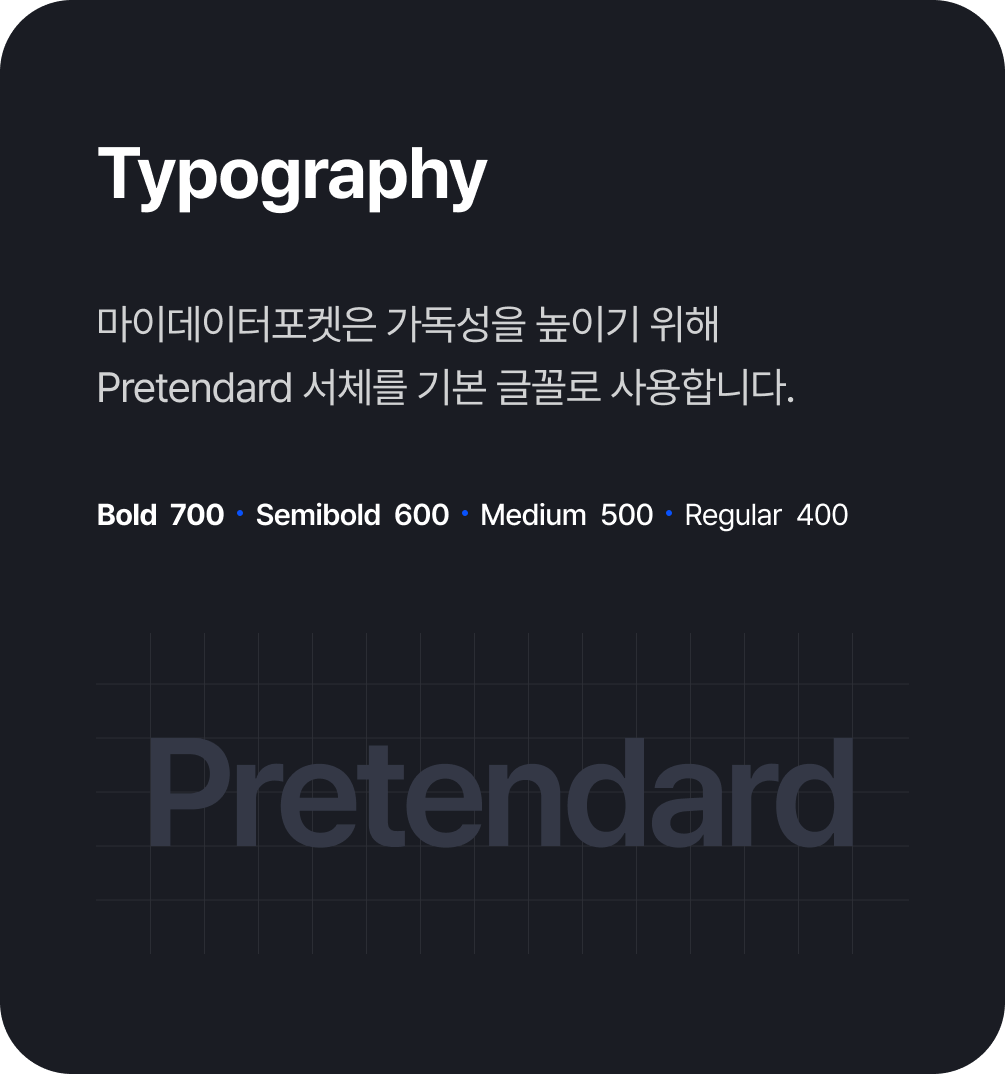 Typography
마이데이터포켓은 가독성을 높이기 위해
Pretendard 서체를 기본 글꼴로 사용합니다.
Bold 700 • Semibold 600 • Medium 500 • Regular 400
Pretendard